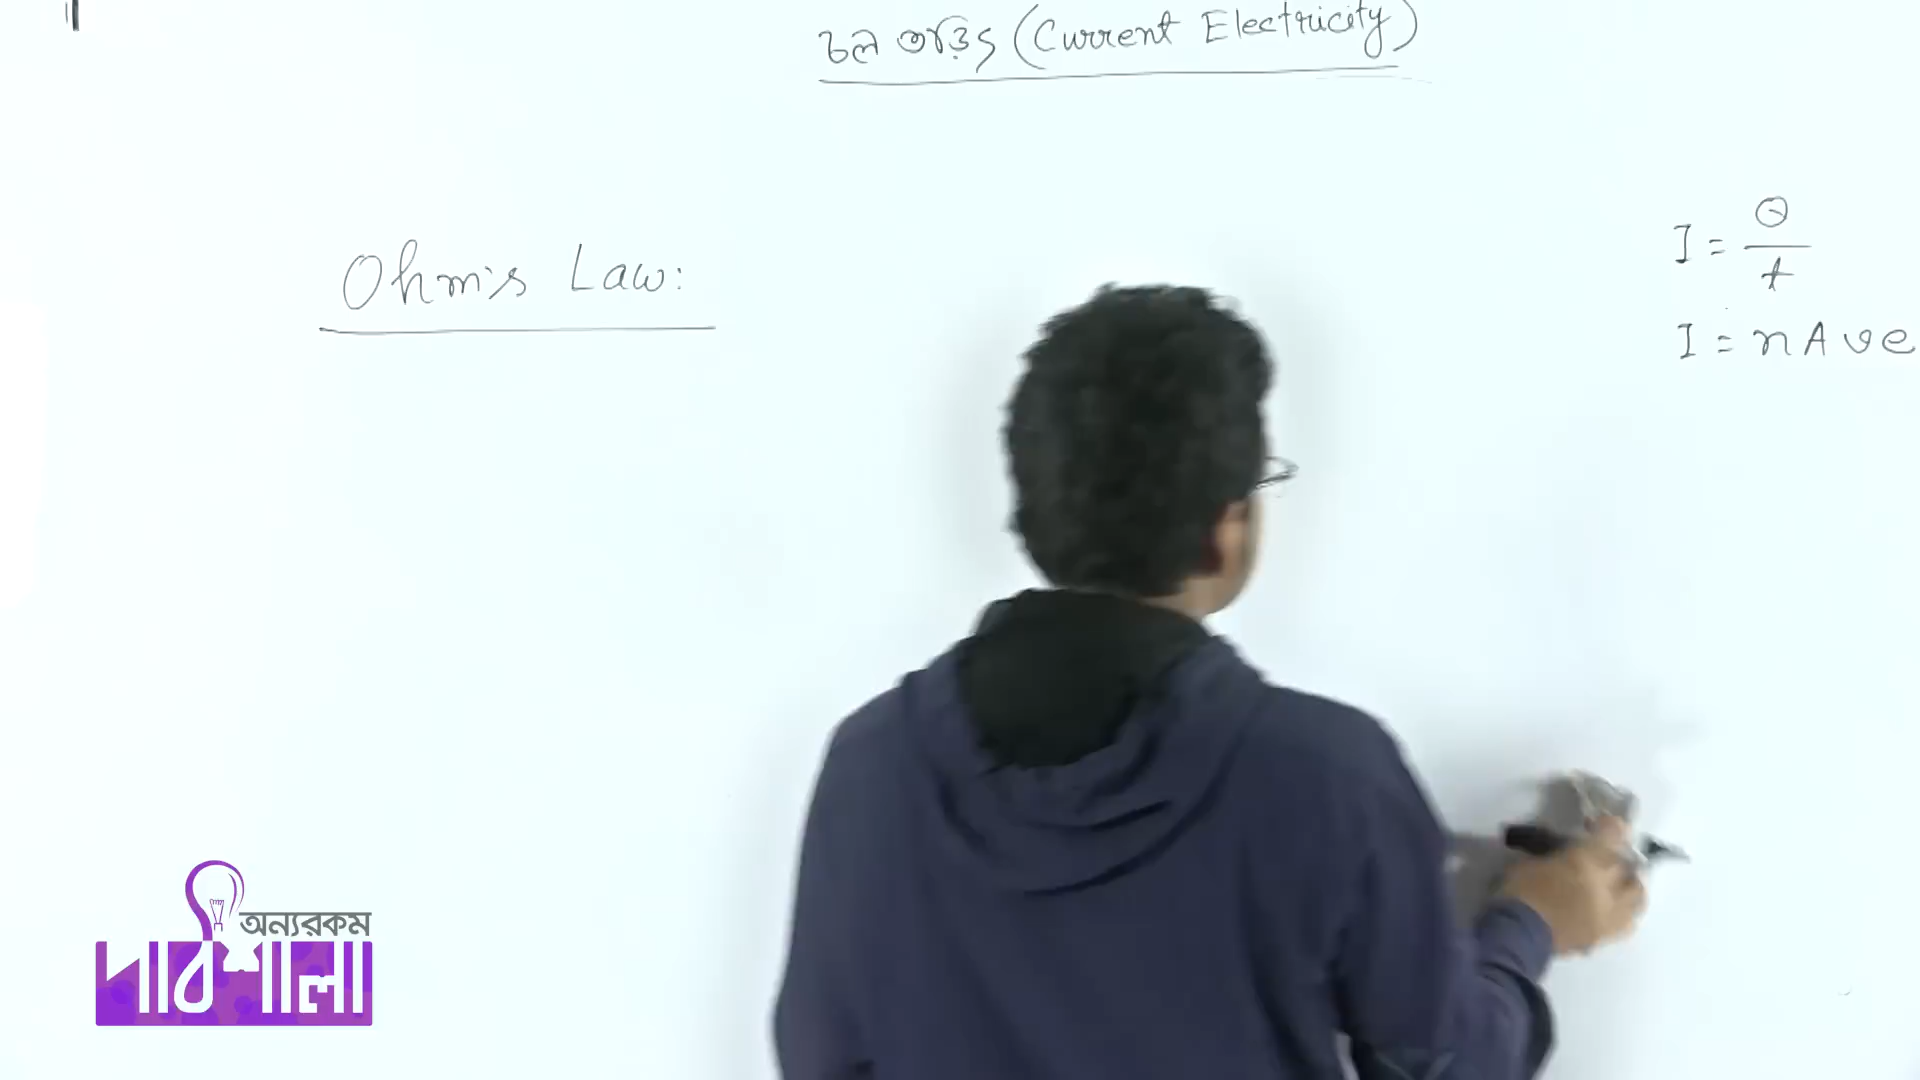 চল তড়িৎ (Current Electricity)
Ohm's Law:
I = Q/t
I = nAve
অন্যরকম
পাঠশালা